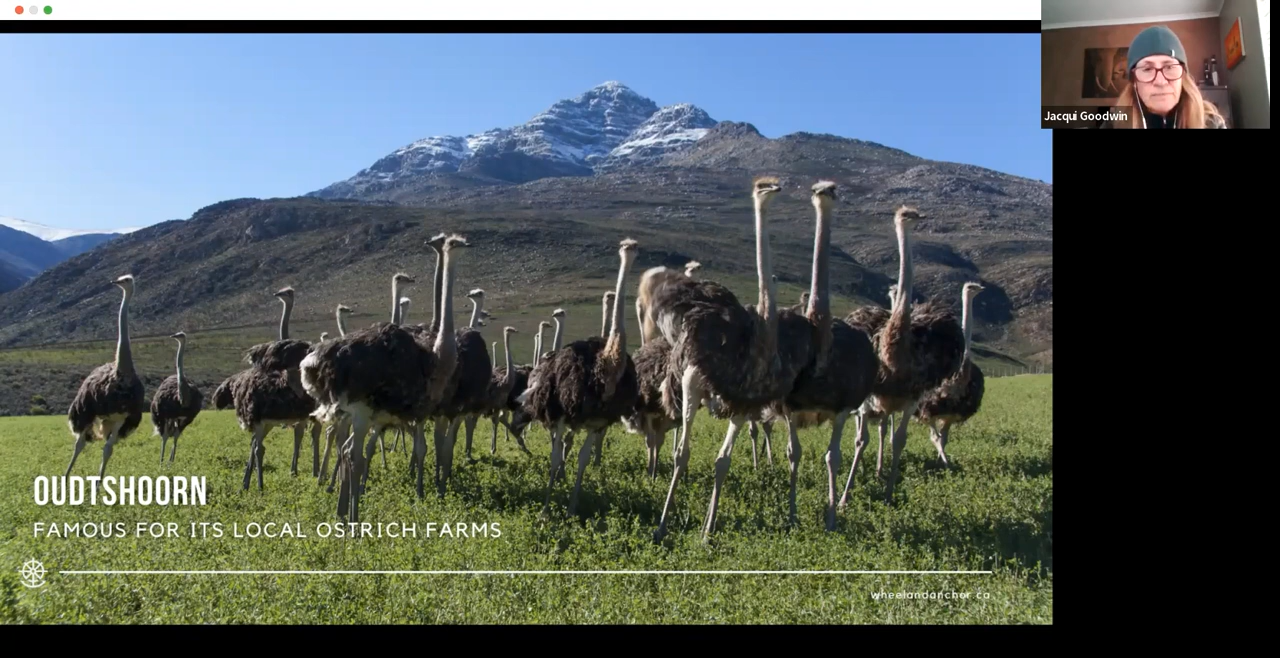 Jacqui Goodwin
OUDTSHOORN
FAMOUS FOR ITS LOCAL OSTRICH FARMS
wheelandanchor.ca